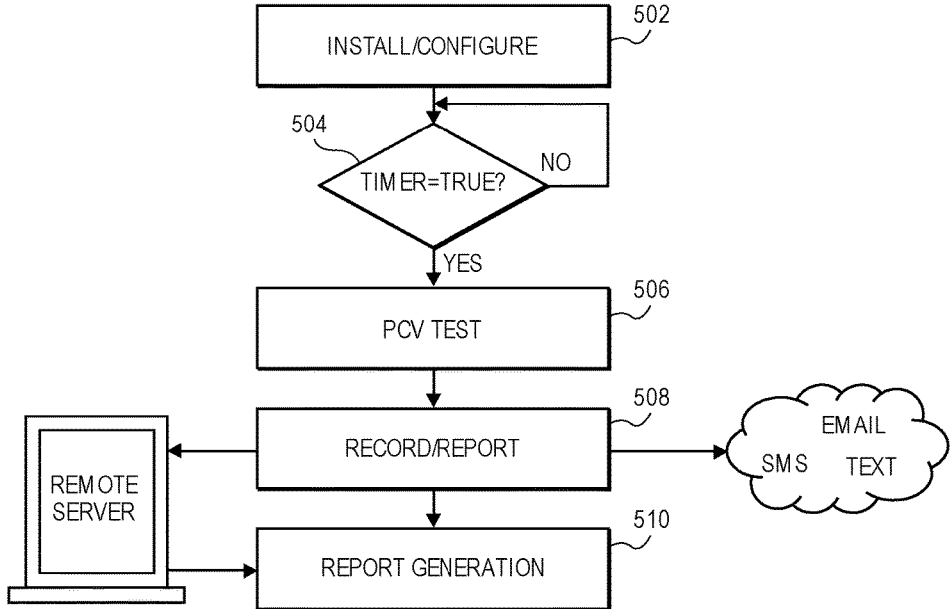 502
INSTALL/CONFIGURE
504
TIMER=TRUE?
NO
YES
506
PCV TEST
508
RECORD/REPORT
EMAIL
SMS TEXT
REMOTE
SERVER
510
REPORT GENERATION